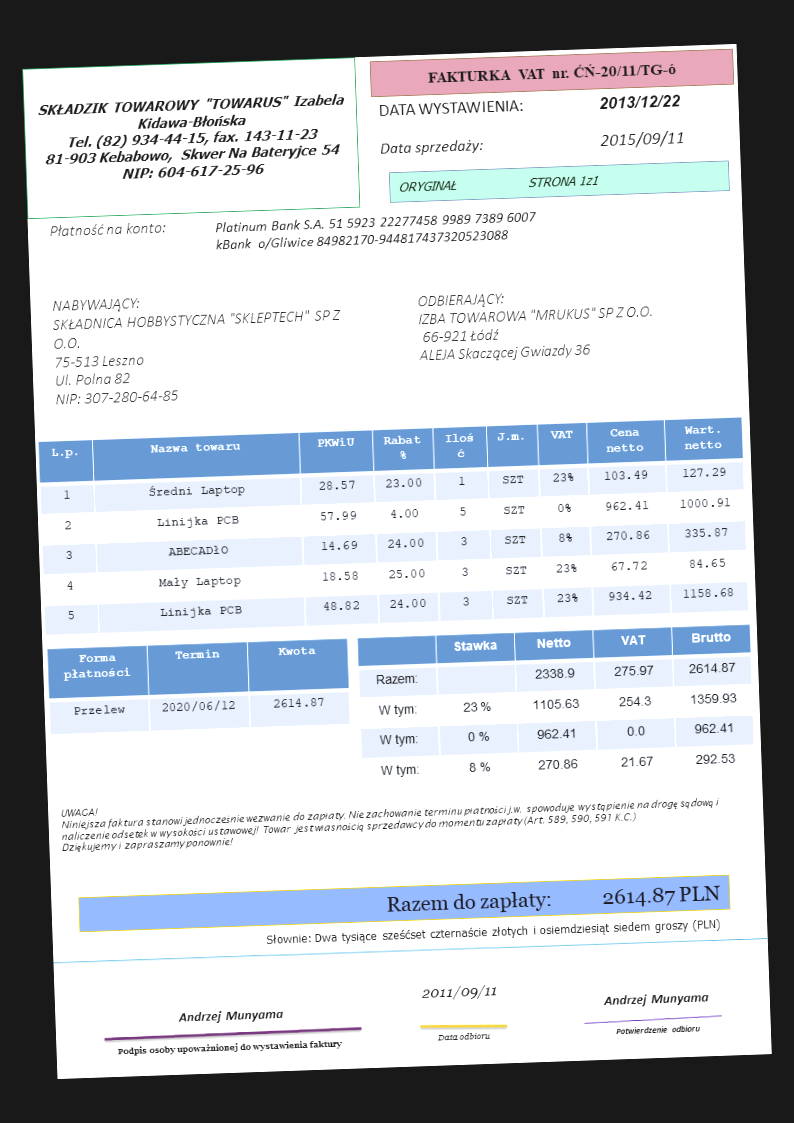 SKŁADZIK TOWAROWY "TOWARUS" Izabela
Kidawa-Błońska
Tel. (82) 934-44-15, fax. 143-11-23
81-903 Kebabowo, Skwer Na Bateryjce 54
NIP: 604-617-25-96
FAKTURKA VAT nr. ĆŃ-20/11/TG-ó
DATA WYSTAWIENIA: 2013/12/22
Data sprzedaży: 2015/09/11
ORYGINAŁ STRONA 1z1
Płatność na konto: Platinum Bank S.A. 51 5923 22277458 9989 7389 6007
kBank o/Gliwice 84982170-944817437320523088
NABYWAJĄCY:
SKŁADNICA HOBBYSTYCZNA "SKLEPTECH" SP Z
O.O.
75-513 Leszno
Ul. Polna 82
NIP: 307-280-64-85
ODBIERAJĄCY:
IZBA TOWAROWA "MRUKUS" SP Z O.O.
66-921 Łódź
ALEJA Skaczącej Gwiazdy 36
L.p. Nazwa towaru PKWiU Rabat % Iloś ć J.m. VAT Cena netto Wart. netto
1 Średni Laptop 28.57 23.00 1 SZT 23% 103.49 127.29
2 Linijka PCB 57.99 4.00 5 SZT 0% 962.41 1000.91
3 ABECADłO 14.69 24.00 3 SZT 8% 270.86 335.87
4 Mały Laptop 18.58 25.00 3 SZT 23% 67.72 84.65
5 Linijka PCB 48.82 24.00 3 SZT 23% 934.42 1158.68
Forma płatności Termin Kwota
Przelew 2020/06/12 2614.87
Stawka Netto VAT Brutto
Razem: 2338.9 275.97 2614.87
W tym: 23 % 1105.63 254.3 1359.93
W tym: 0 % 962.41 0.0 962.41
W tym: 8 % 270.86 21.67 292.53
UWAGA!
Niniejsza faktura stanowi jednocześnie wezwanie do zapłaty. Nie zachowanie terminu płatności j.w. spowoduje wystąpienie na drogę sądową i
naliczenie odsetek w wysokości ustawowej! Towar jest własnością sprzedawcy do momentu zapłaty (Art. 589, 590, 591 K.C.)
Dziękujemy i zapraszamy ponownie!
Razem do zapłaty: 2614.87 PLN
Słownie: Dwa tysiące sześćset czternaście złotych i osiemdziesiąt siedem groszy (PLN)
Andrzej Munyama
Podpis osoby upoważnionej do wystawienia faktury
2011/09/11
Data odbioru
Andrzej Munyama
Potwierdzenie odbioru